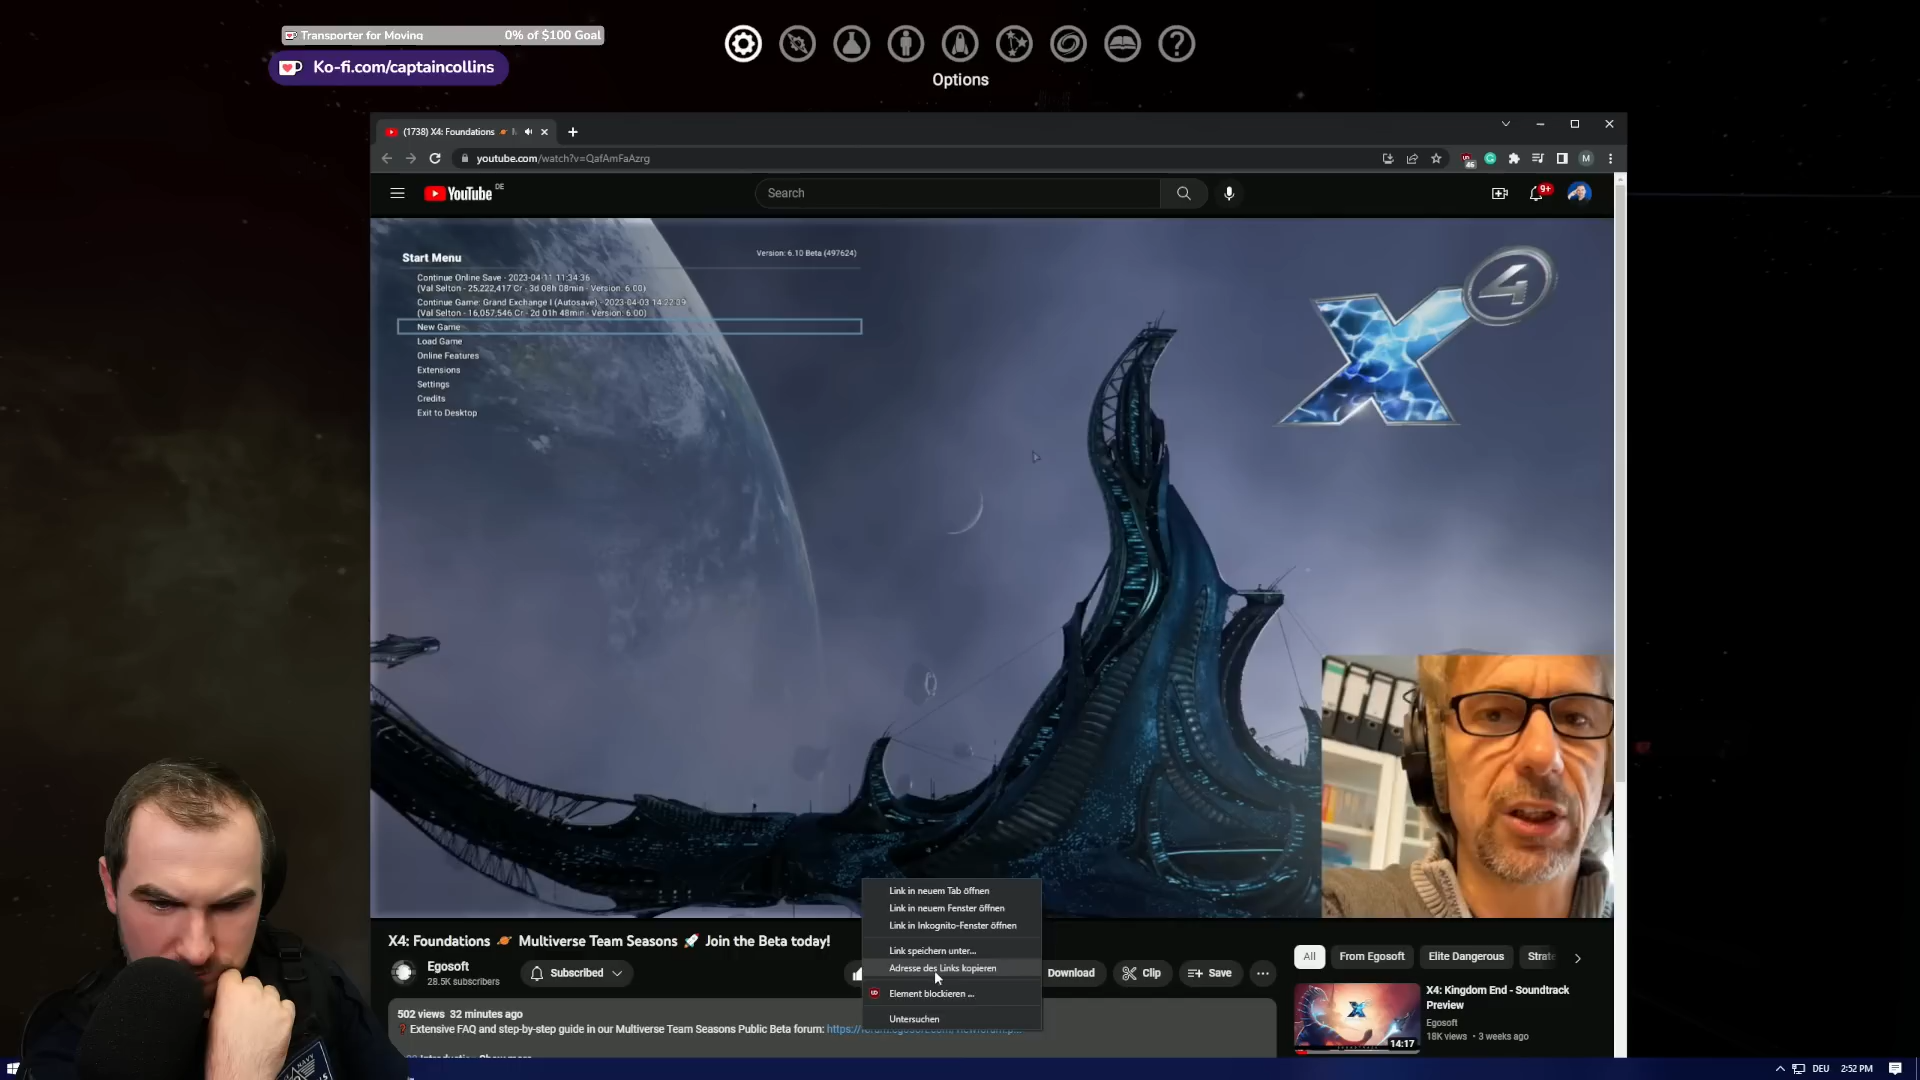 Transporter for Moving 0% of $100 Goal
Ko-fi.com/captaincollins
Options
(1738) X4: Foundations
youtube.com/watch?v=QafAmFaAzrg
46
M
YouTube DE
Search
9+
Start Menu
Version: 6.10 Beta (497624)
Continue Online Save - 2023-04-11 11:34:36
(Val Selton - 25,222,417 Cr - 3d 08h 08min - Version: 6.00)
Continue Game: Grand Exchange I (Autosave) - 2023-04-03 14:22:09
(Val Selton - 16,057,546 Cr - 2d 01h 48min - Version: 6.00)
New Game
Load Game
Online Features
Extensions
Settings
Credits
Exit to Desktop
X4
Link in neuem Tab öffnen
Link in neuem Fenster öffnen
Link in Inkognito-Fenster öffnen
Link speichern unter...
Adresse des Links kopieren
Element blockieren ...
Untersuchen
X4: Foundations 🪐 Multiverse Team Seasons 🚀 Join the Beta today!
Egosoft
28.5K subscribers
Subscribed
Download
Clip
Save
502 views 32 minutes ago
❓ Extensive FAQ and step-by-step guide in our Multiverse Team Seasons Public Beta forum:
Show more
All
From Egosoft
Elite Dangerous
X4: Kingdom End - Soundtrack
Preview
Egosoft
18K views • 3 weeks ago
14:17
DEU 2:52 PM